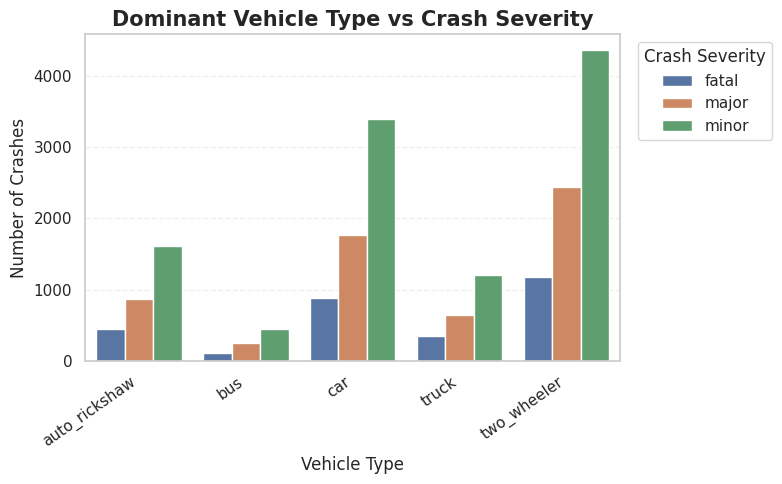 Dominant Vehicle Type vs Crash Severity
Number of Crashes
4000
3000
2000
1000
0
auto_rickshaw
bus
car
truck
two_wheeler
Vehicle Type
Crash Severity
fatal
major
minor